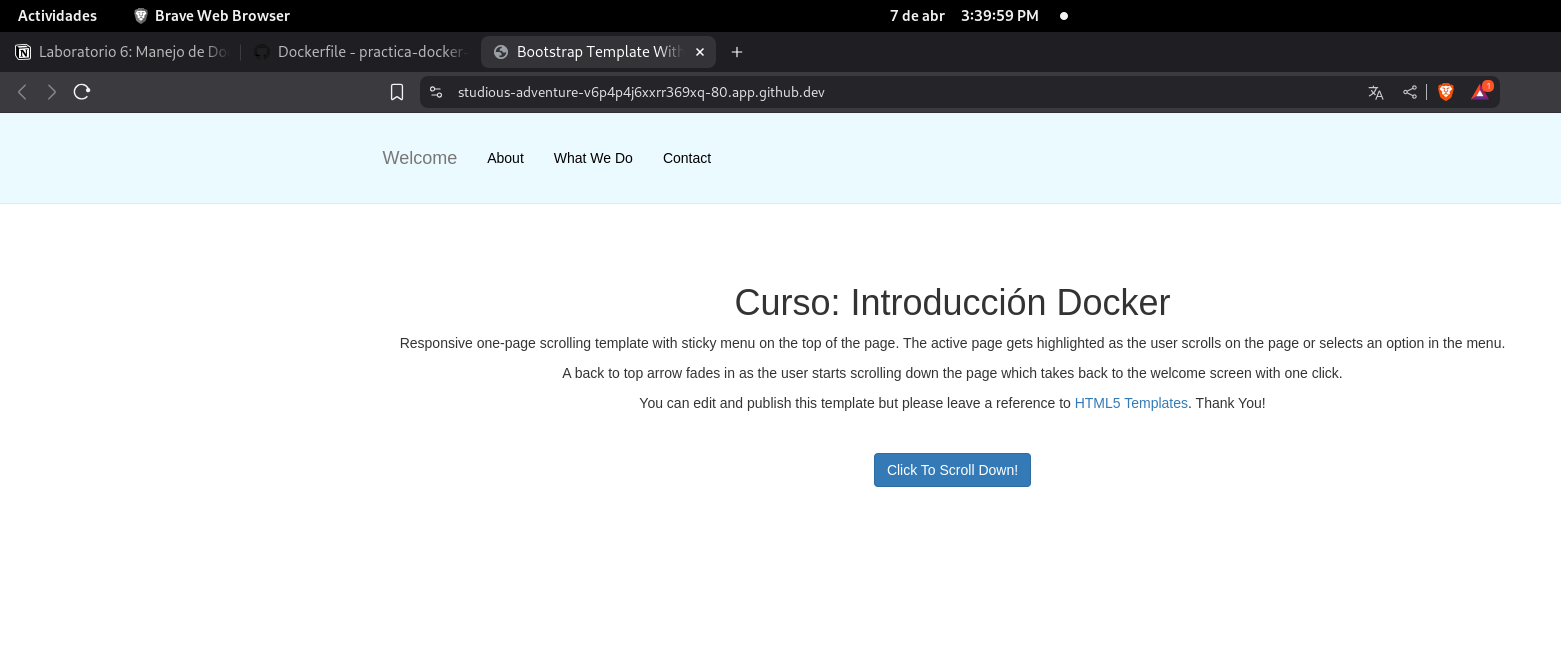 Actividades Brave Web Browser 7 de abr 3:39:59 PM
Laboratorio 6: Manejo de Do Dockerfile - practica-docker- Bootstrap Template With
studious-adventure-v6p4p4j6xxrr369xq-80.app.github.dev 1
Welcome About What We Do Contact
Curso: Introducción Docker
Responsive one-page scrolling template with sticky menu on the top of the page. The active page gets highlighted as the user scrolls on the page or selects an option in the menu.
A back to top arrow fades in as the user starts scrolling down the page which takes back to the welcome screen with one click.
You can edit and publish this template but please leave a reference to HTML5 Templates. Thank You!
Click To Scroll Down!